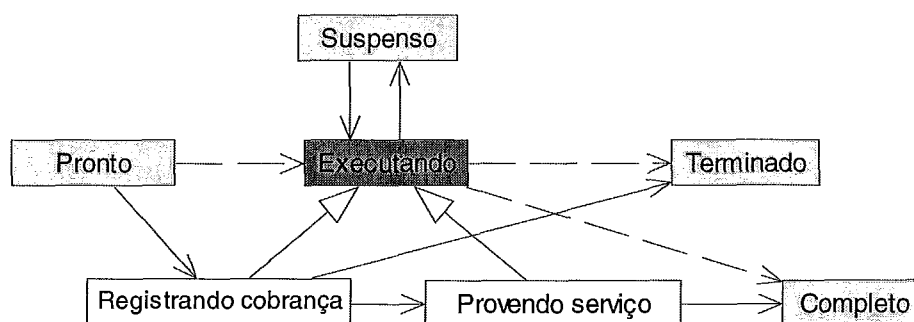 Suspenso
Pronto
Executando
Terminado
Registrando cobrança
Provendo serviço
Completo